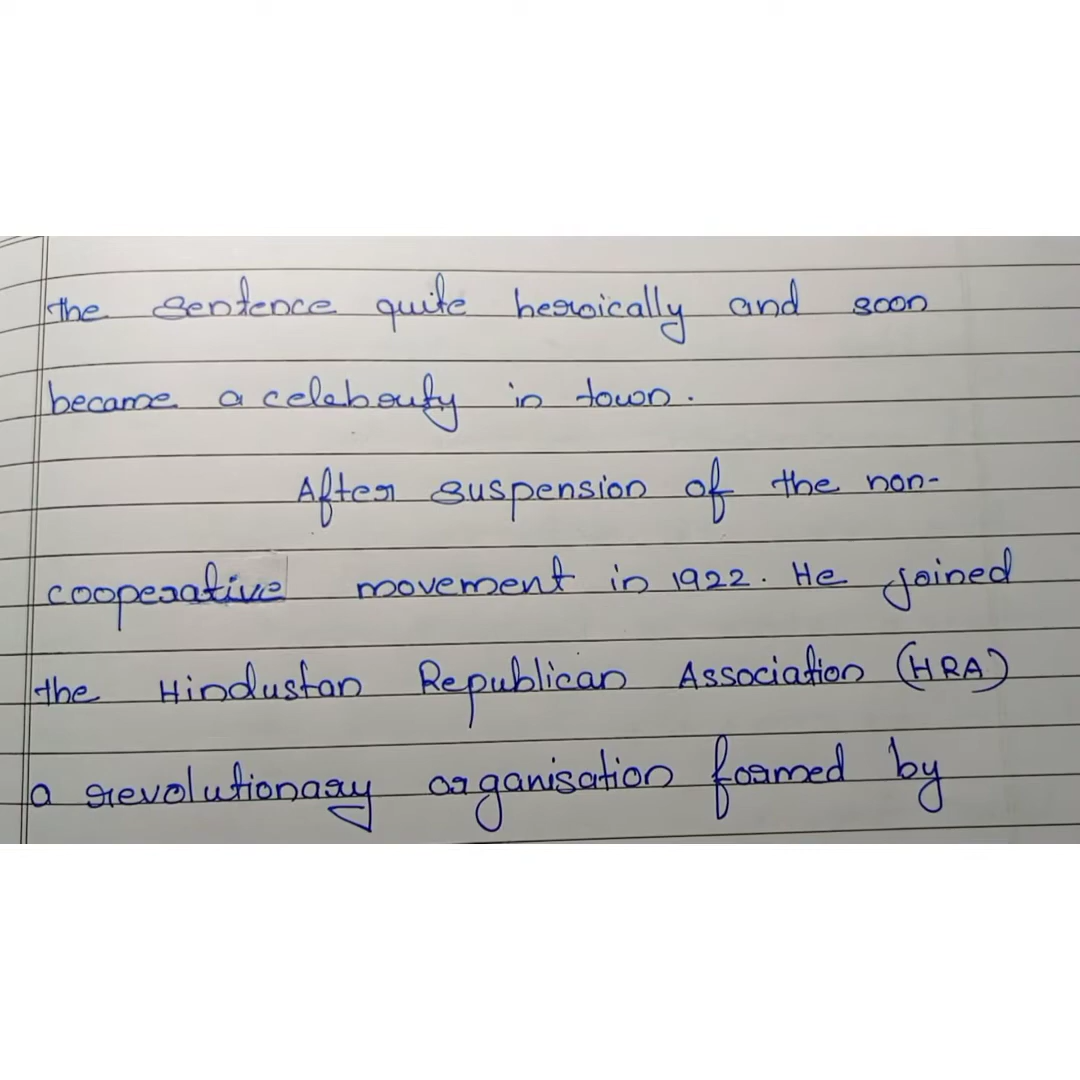 the sentence quite heroically and soon
became a celebrity in town.
After suspension of the non-
cooperative movement in 1922. He joined
the Hindustan Republican Association (HRA)
a revolutionary organisation formed by